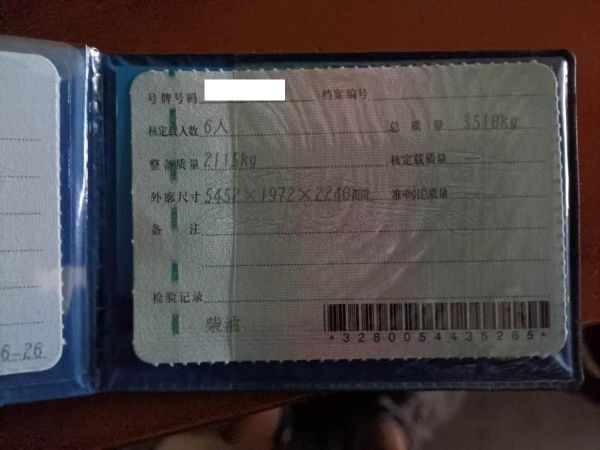 号牌号码 档案编号
核定载人数 6人 总质量 3510kg
整备质量 2115kg 核定载质量 ——
外廓尺寸 5452×1972×2240mm 准牵引总质量 ——
备注
检验记录
柴油
*3280054435265*
6-26